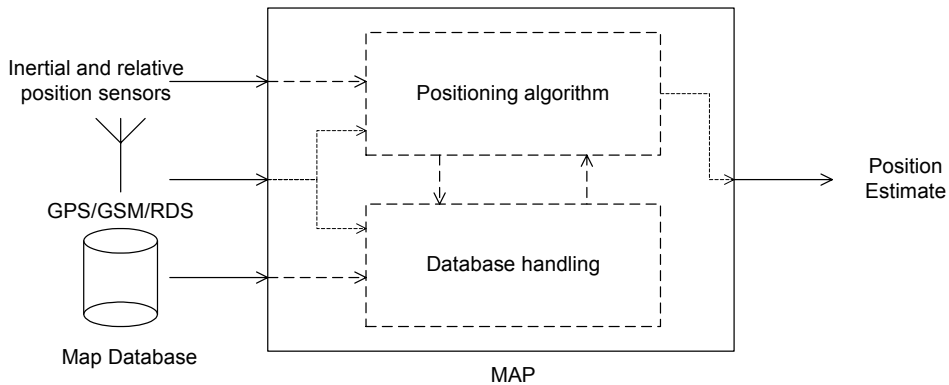 Inertial and relative
position sensors
Positioning algorithm
GPS/GSM/RDS
Position
Estimate
Database handling
Map Database
MAP